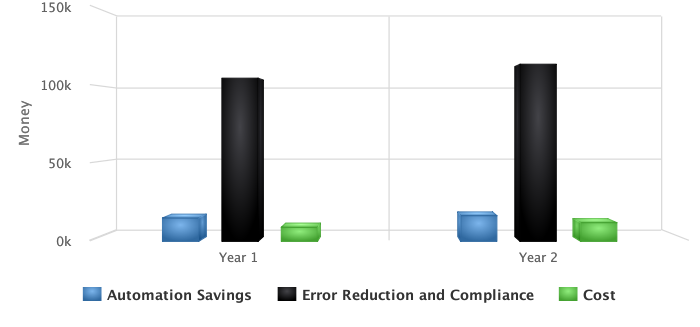 150k
100k
50k
0k
Money
Year 1
Year 2
Automation Savings
Error Reduction and Compliance
Cost